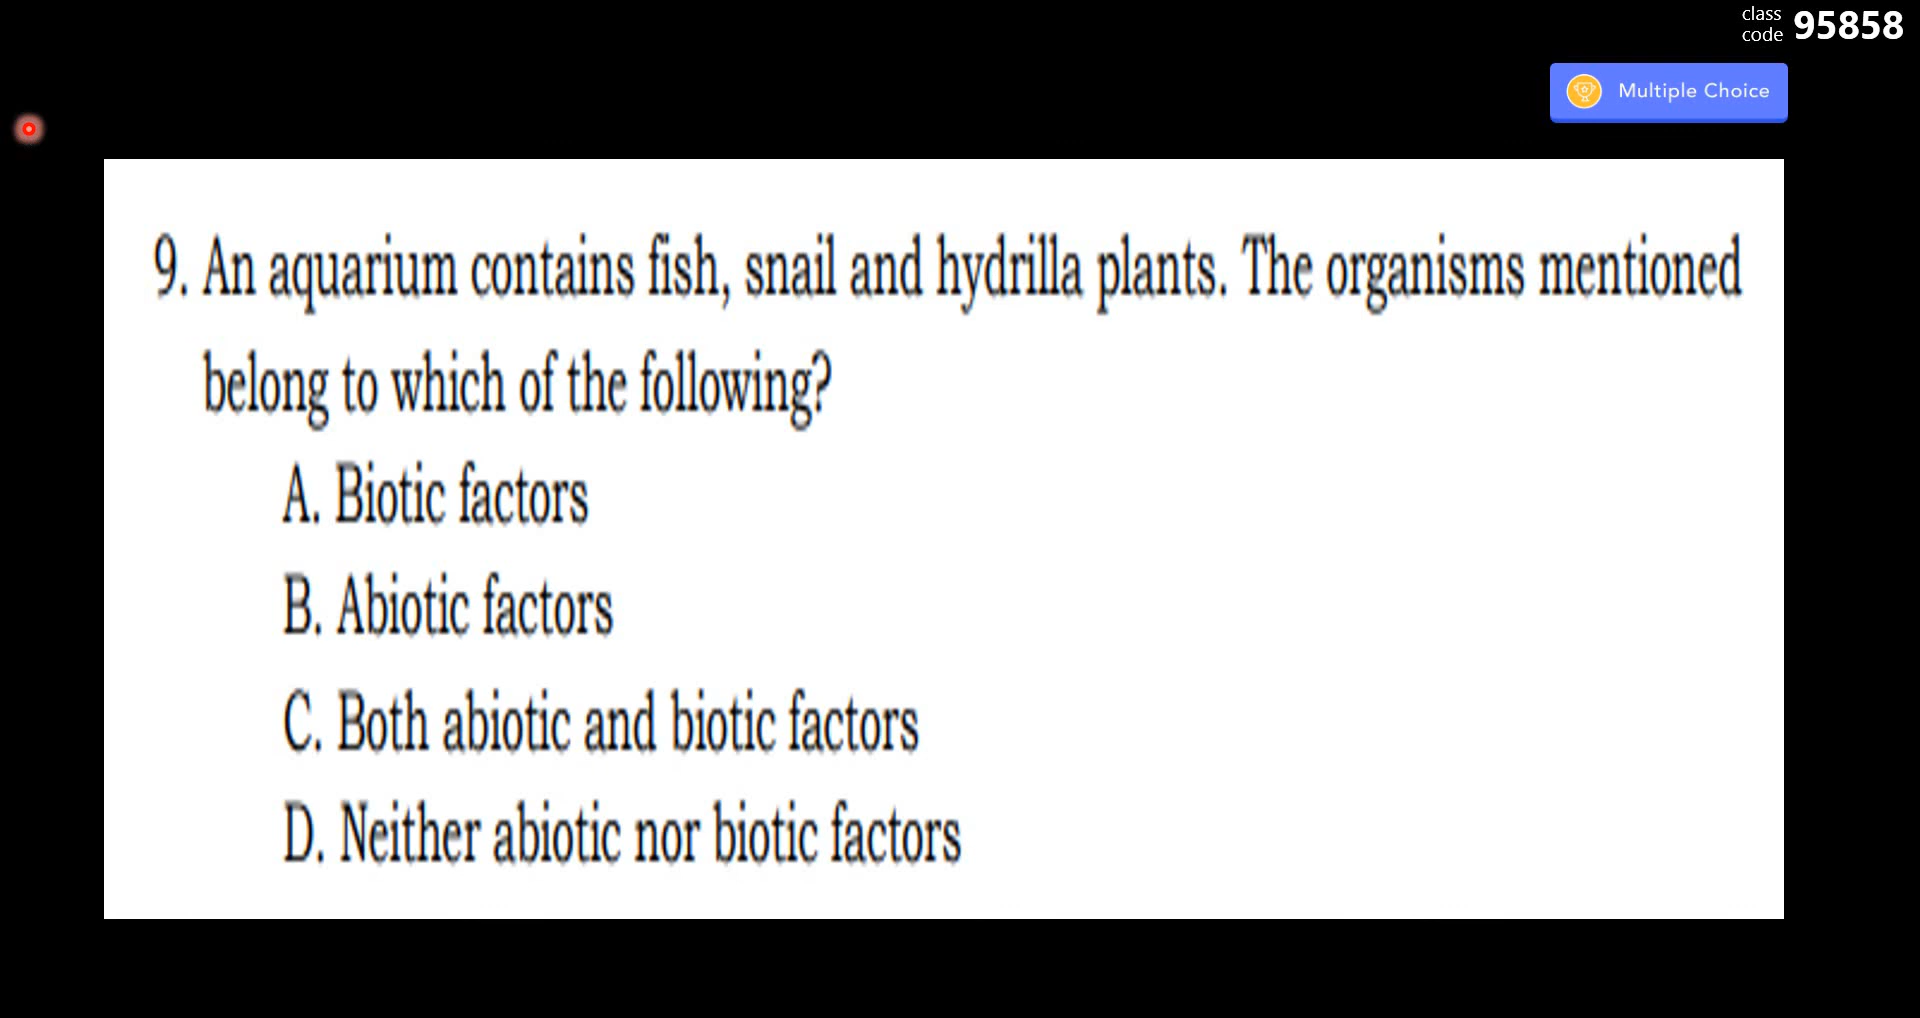 class
code 95858
Multiple Choice
9. An aquarium contains fish, snail and hydrilla plants. The organisms mentioned
belong to which of the following?
A. Biotic factors
B. Abiotic factors
C. Both abiotic and biotic factors
D. Neither abiotic nor biotic factors